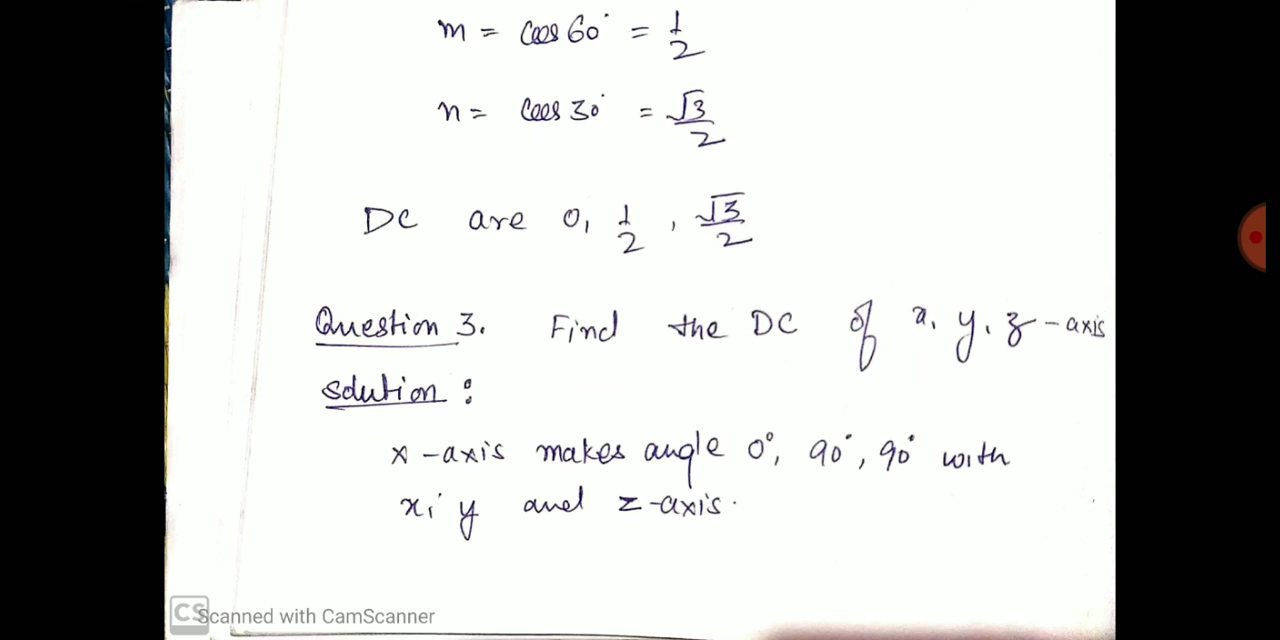 m = cos 60° = 1/2
n = cos 30° = √3/2
DC are 0, 1/2, √3/2
Question 3. Find the DC of x, y, z-axis
solution:
x-axis makes angle 0°, 90°, 90° with
x, y and z-axis.
CS Scanned with CamScanner